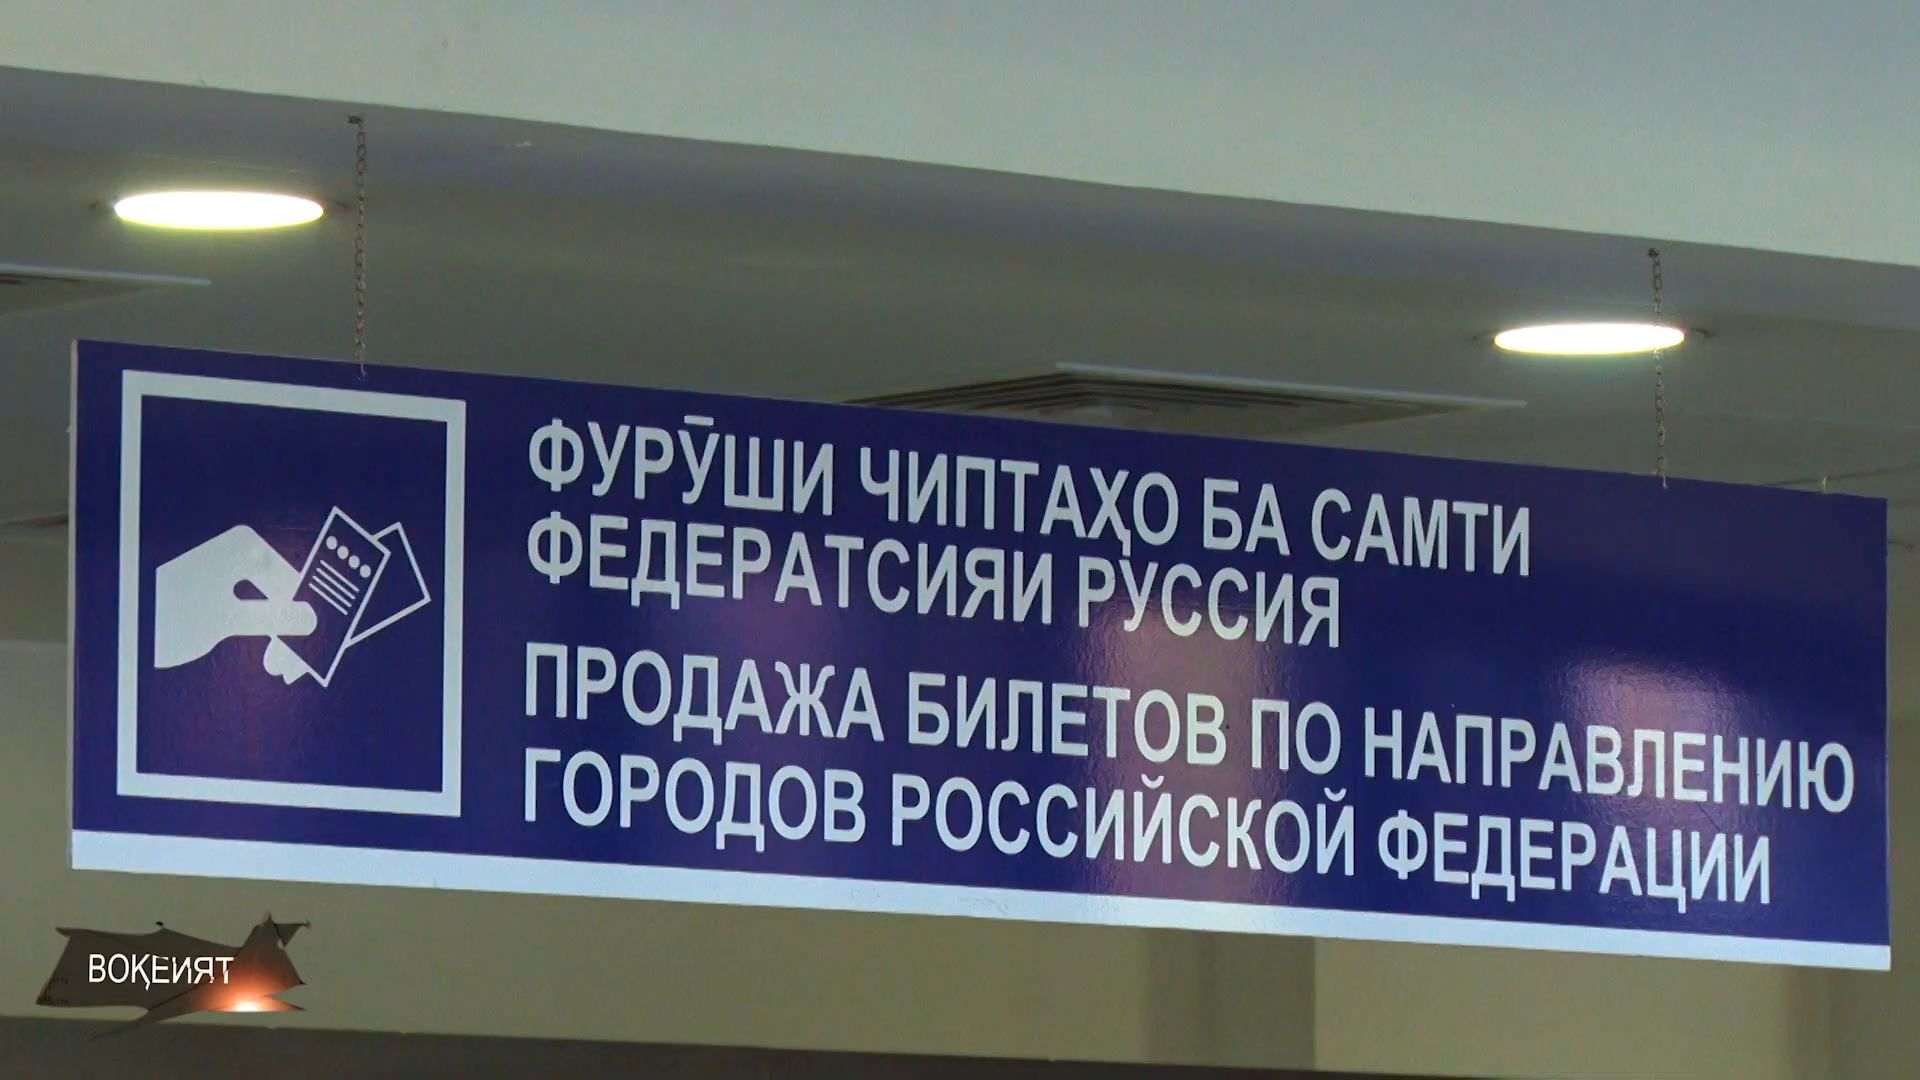 ФУРӮШИ ЧИПТАҲО БА САМТИ
ФЕДЕРАТСИЯИ РУССИЯ
ПРОДАЖА БИЛЕТОВ ПО НАПРАВЛЕНИЮ
ГОРОДОВ РОССИЙСКОЙ ФЕДЕРАЦИИ
ВОҚЕИЯТ